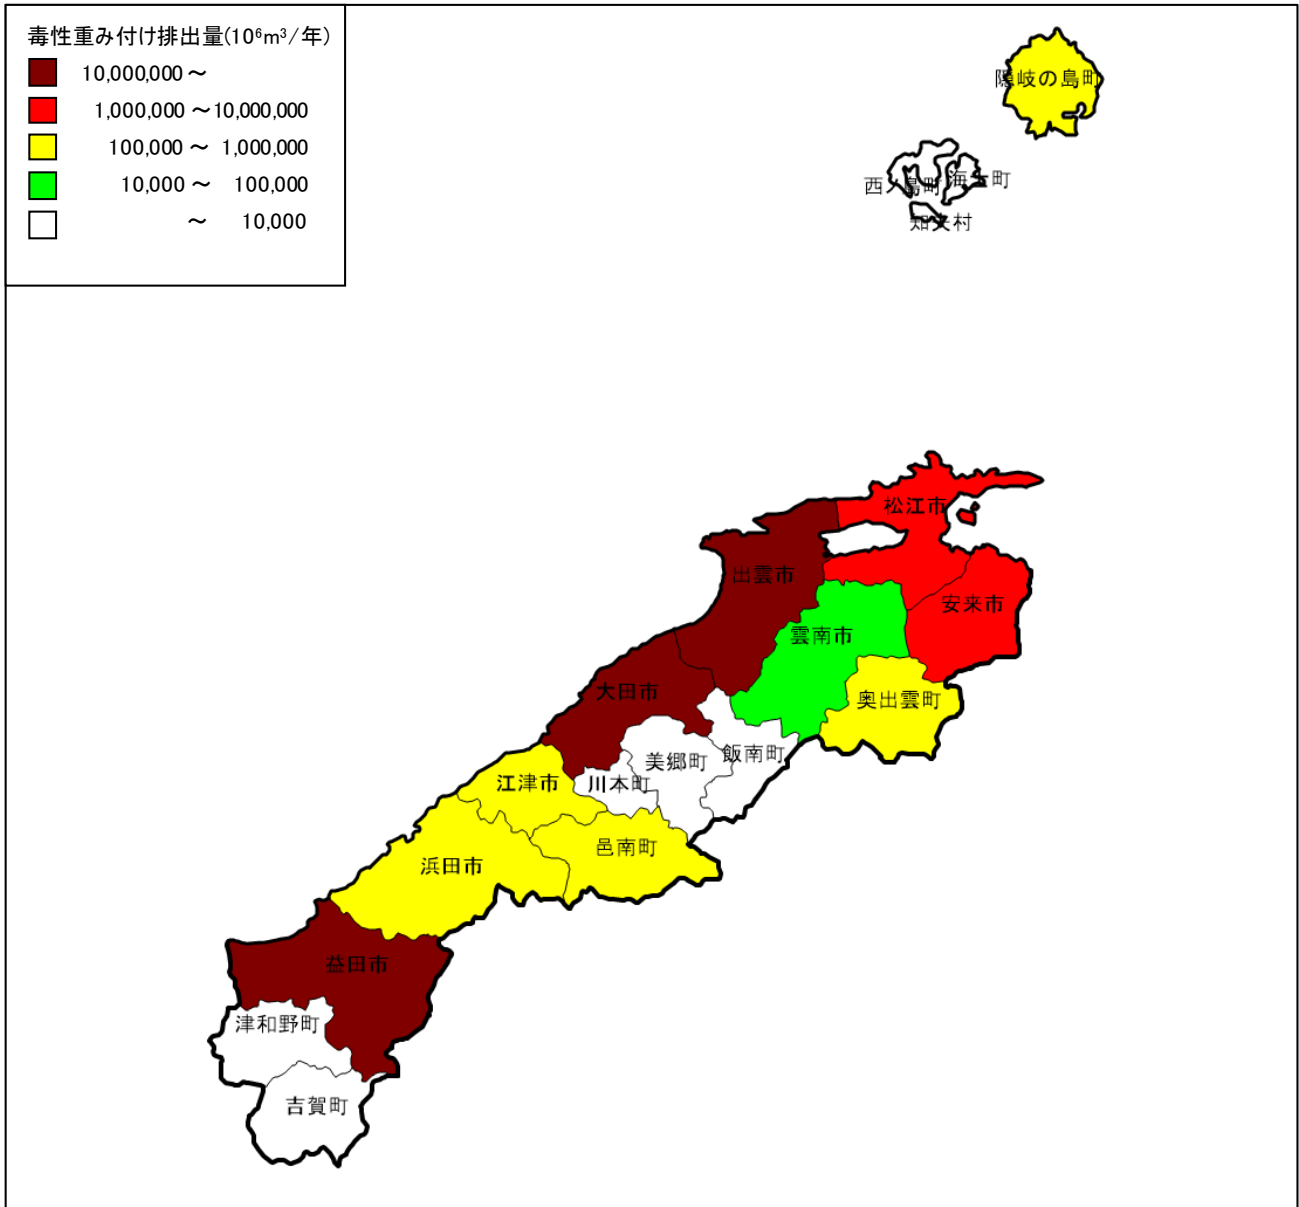 毒性重み付け排出量(10⁶m³/年)
10,000,000～
1,000,000～10,000,000
100,000～ 1,000,000
10,000～ 100,000
～ 10,000
隠岐の島町
西ノ島町
海士町
知夫村
松江市
出雲市
安来市
雲南市
大田市
奥出雲町
飯南町
美郷町
川本町
江津市
邑南町
浜田市
益田市
津和野町
吉賀町